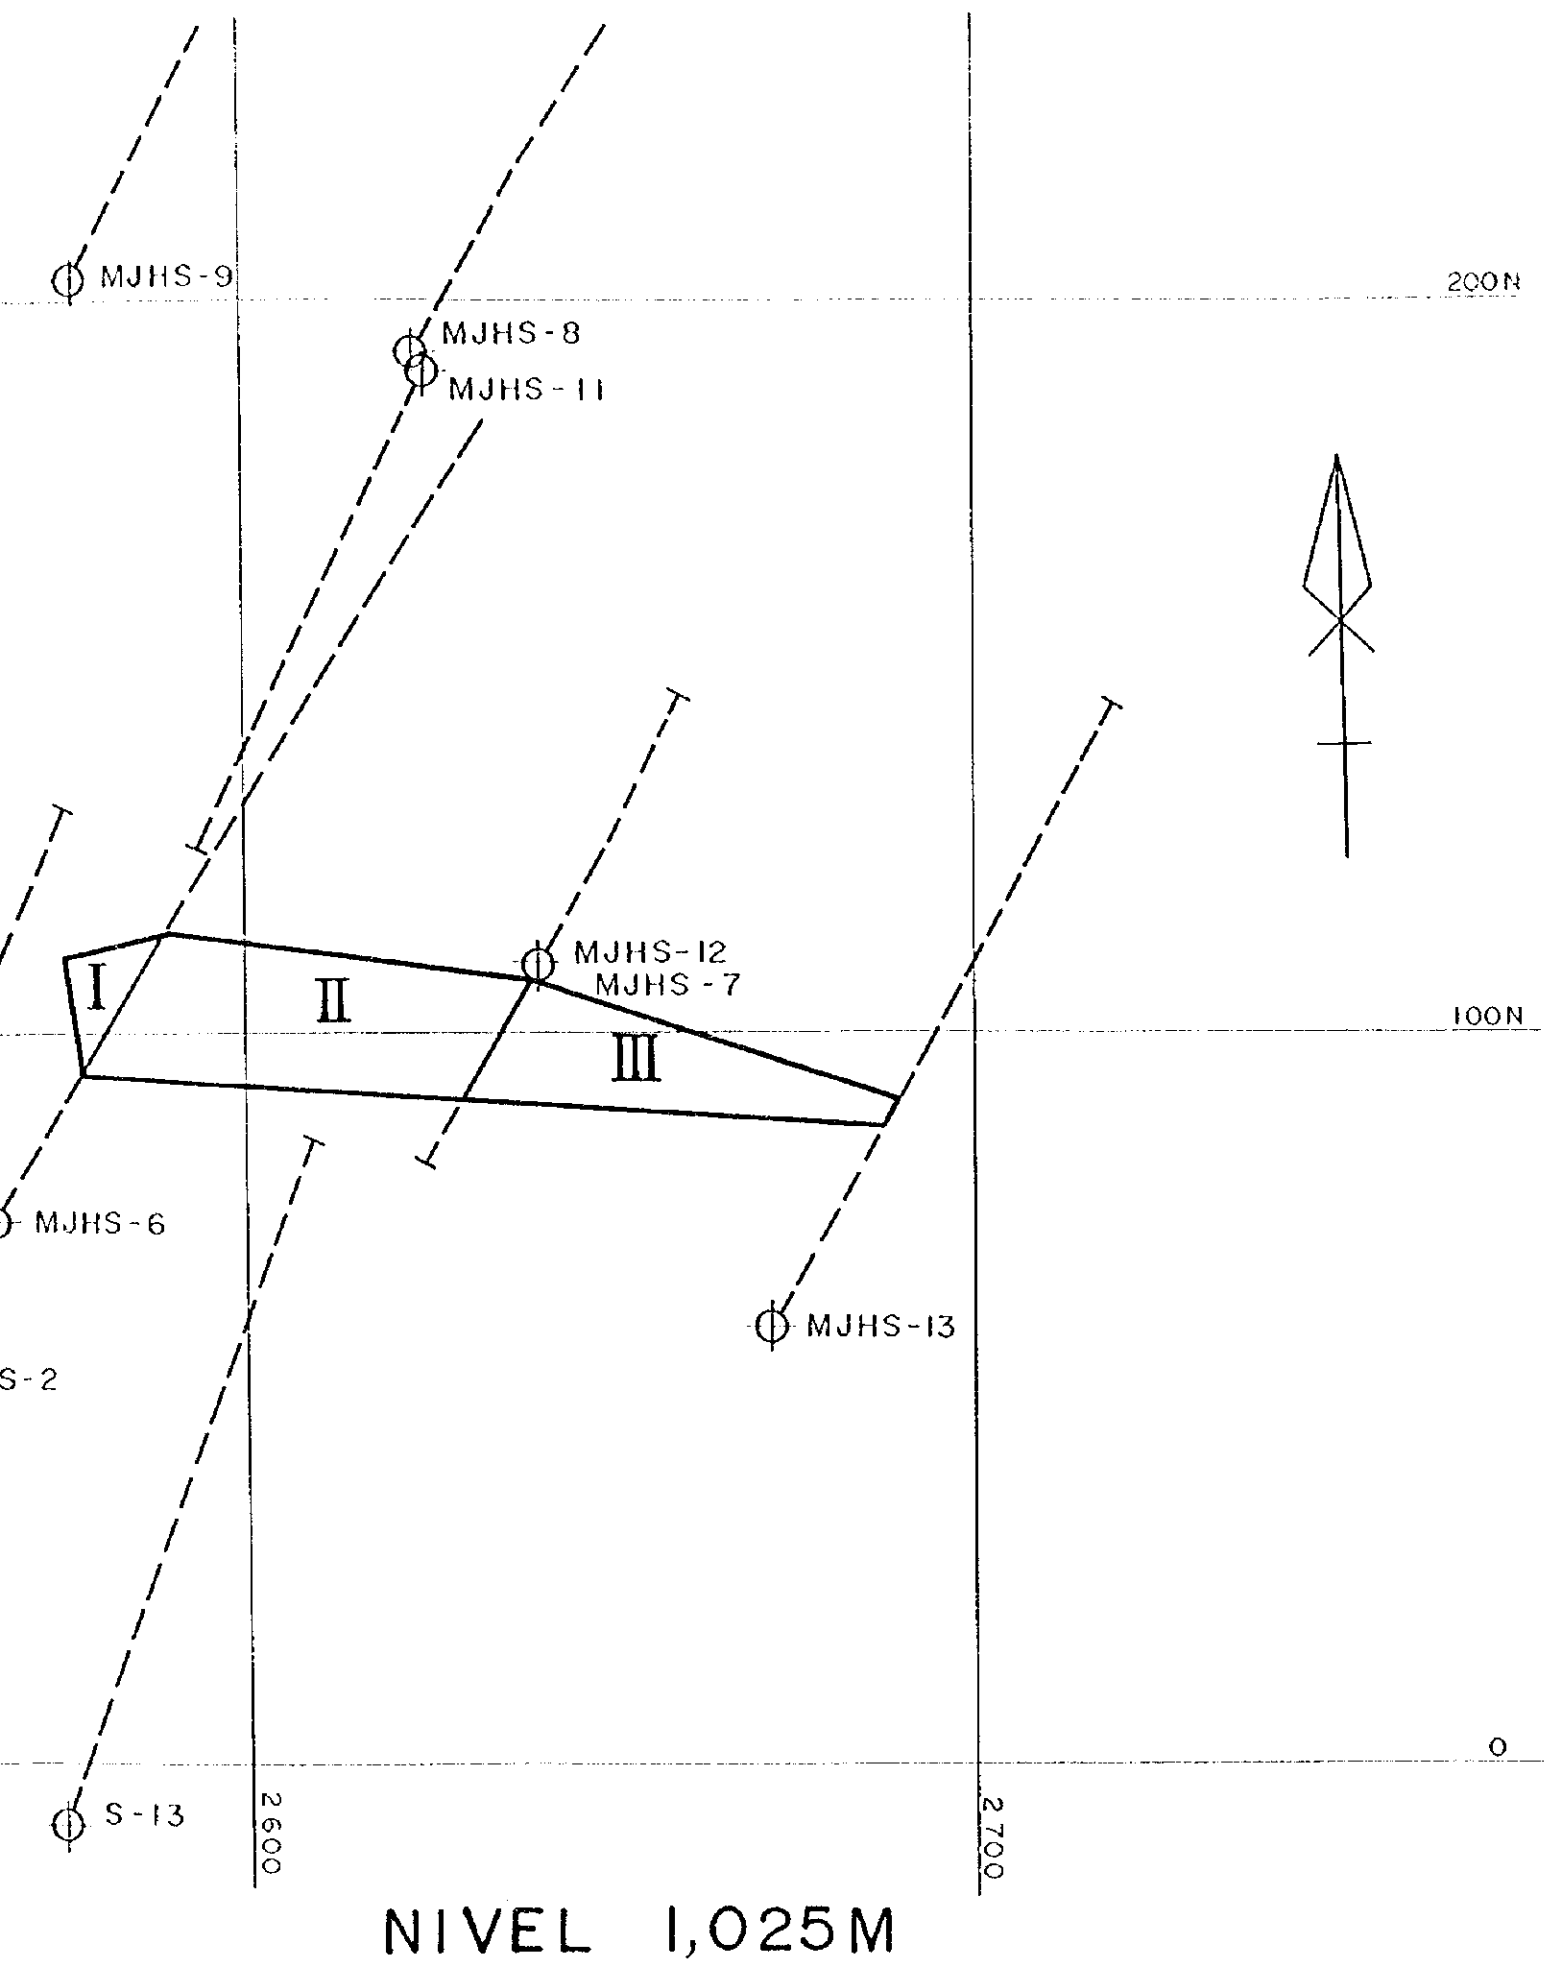 MJHS-9
200N
MJHS-8
MJHS-11
MJHS-12
MJHS-7
I
II
III
100N
MJHS-6
MJHS-13
S-2
0
S-13
2600
2700
NIVEL 1,025M